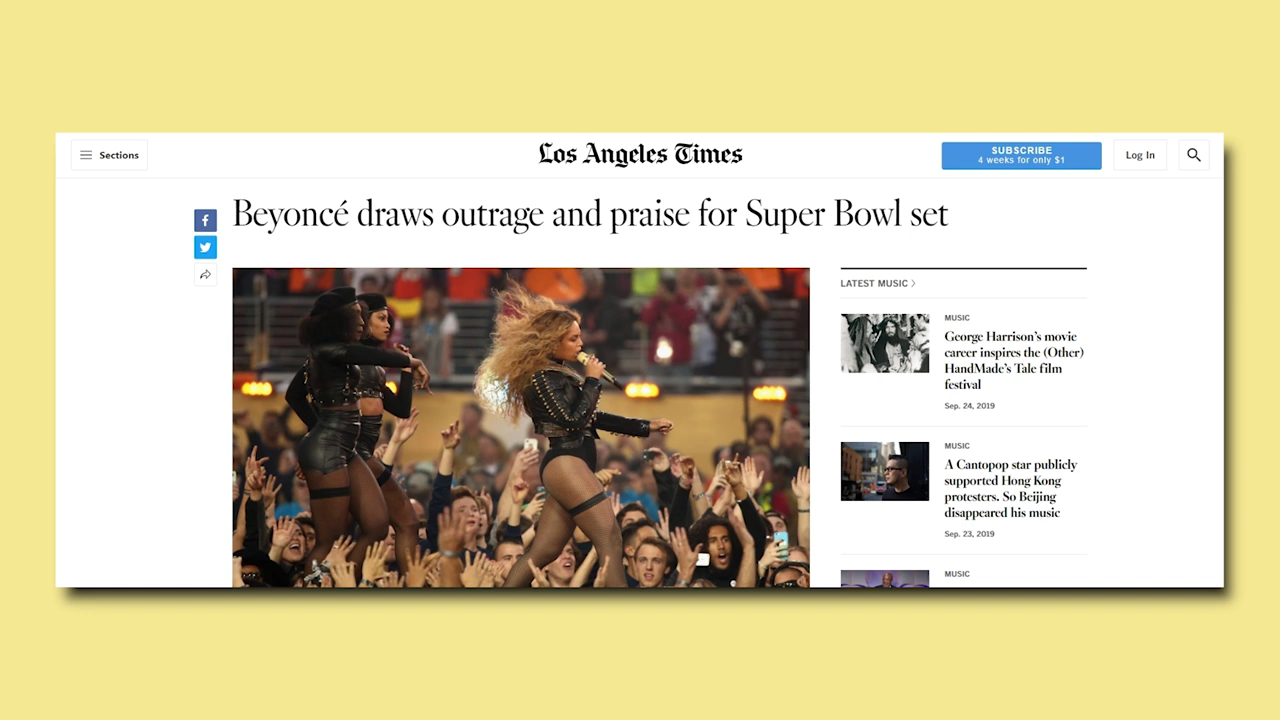 Sections
Los Angeles Times
SUBSCRIBE
4 weeks for only $1
Log In
Beyoncé draws outrage and praise for Super Bowl set
LATEST MUSIC
MUSIC
George Harrison's movie
career inspires the (Other)
HandMade's Tale film
festival
Sep. 24, 2019
MUSIC
A Cantopop star publicly
supported Hong Kong
protesters. So Beijing
disappeared his music
Sep. 23, 2019
MUSIC